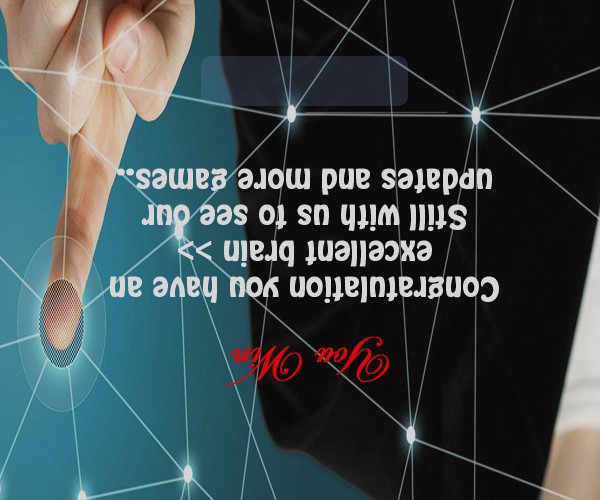 You Win
Congratulation you have an
excellent brain >>
Still with us to see our
updates and more games..